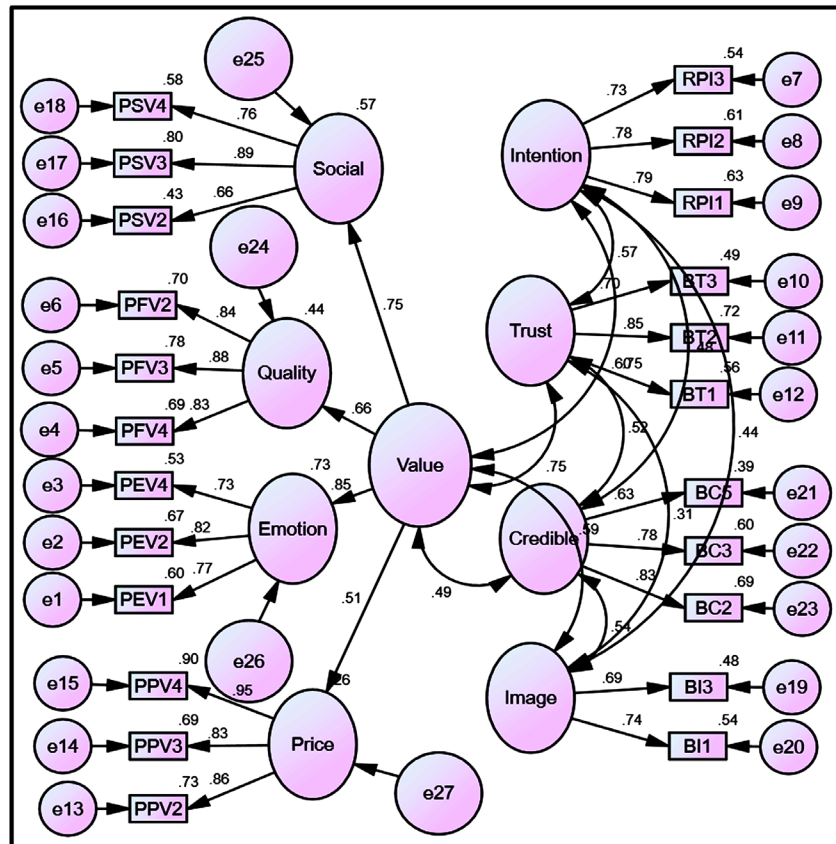 e25
.58
e18 PSV4
.76
.57
.80
e17 PSV3
.89
Social
.43
e16 PSV2
.66
e24
.75
.70
e6 PFV2
.84
.44
.78
e5 PFV3
.88
Quality
.66
.69 .83
e4 PFV4
.53
e3 PEV4
.73
.73
.85
Value
.67
e2 PEV2
.82
Emotion
.60 .77
e1 PEV1
.51
.49
e26
.90
e15 PPV4
.95
.26
.69
e14 PPV3
.83
Price
.73 .86
e13 PPV2
e27
.54
.73
RPI3 e7
.61
Intention
.78
RPI2 e8
.79
.63
RPI1 e9
.57
.49
.70
BT3 e10
.72
Trust
.85
BT2 e11
.48
.60
.75
.56
BT1 e12
.52
.44
.75
.39
.63
BC5 e21
.31
.59
Credible
.60
.78
BC3 e22
.83
.69
BC2 e23
.54
.48
Image
.69
BI3 e19
.74
.54
BI1 e20